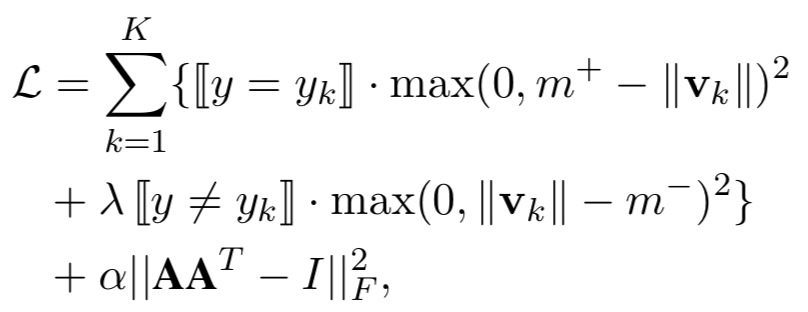 $\mathcal{L} = \sum_{k=1}^{K} \{ [\![ y = y_k ]\!] \cdot \max(0, m^+ - \|\mathbf{v}_k\|)^2$
$+ \lambda \, [\![ y \neq y_k ]\!] \cdot \max(0, \|\mathbf{v}_k\| - m^-)^2 \}$
$+ \alpha ||\mathbf{A}\mathbf{A}^T - I||_F^2,$